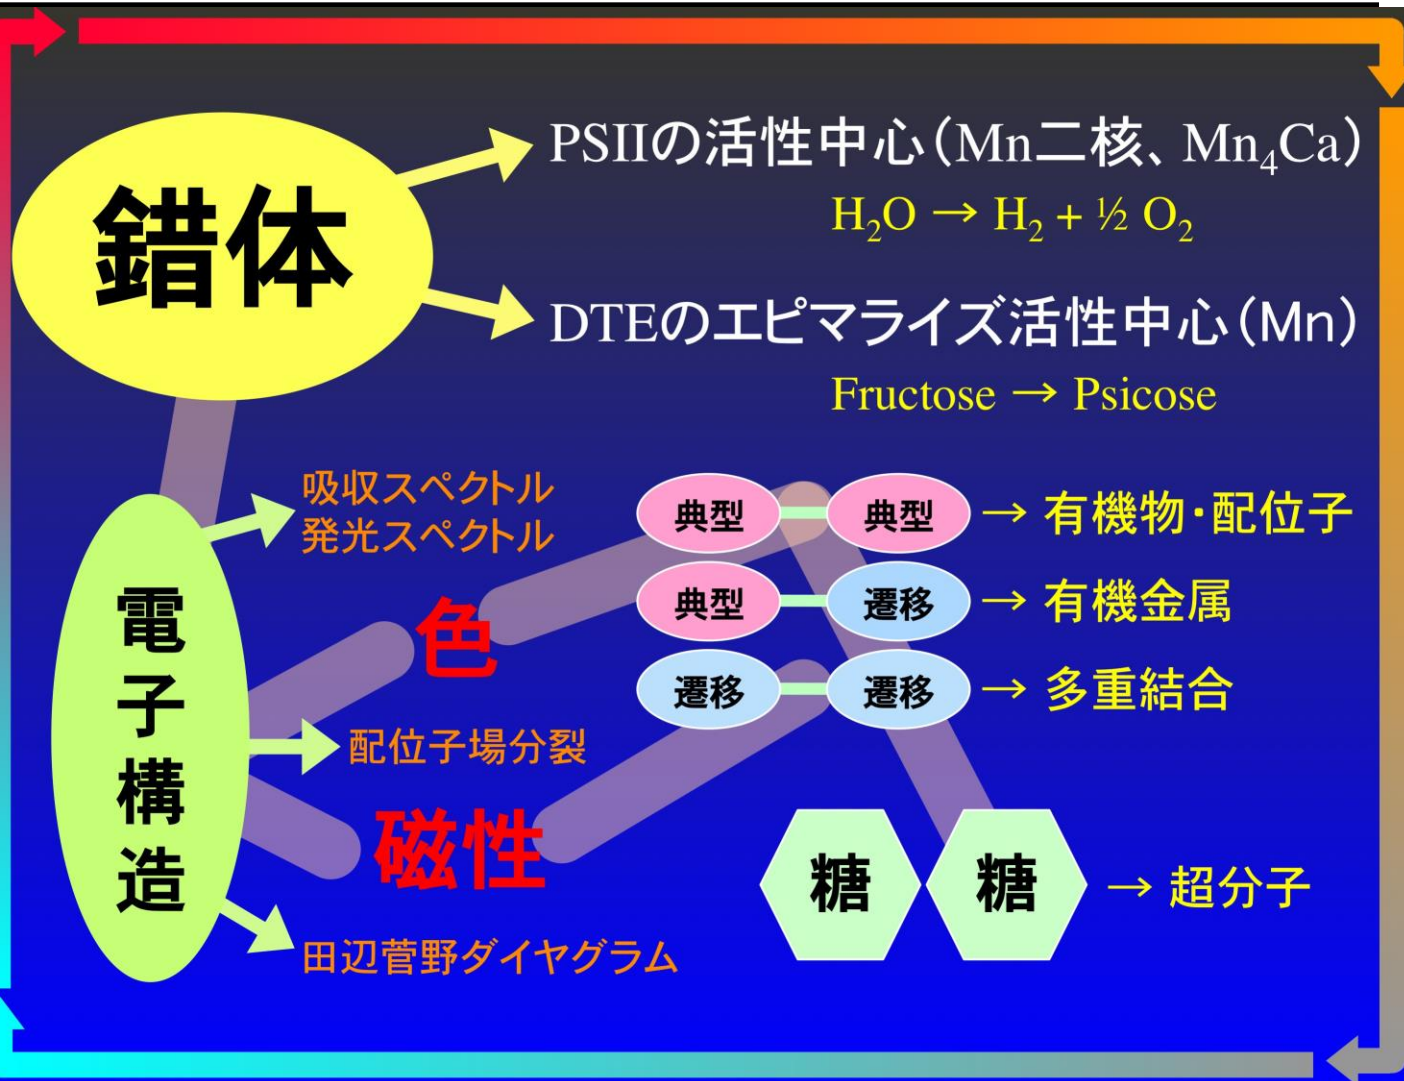 錯体
PSIIの活性中心（Mn二核、Mn₄Ca）
H₂O → H₂ + ½ O₂
DTEのエピマライズ活性中心（Mn）
Fructose → Psicose
電子構造
吸収スペクトル
発光スペクトル
色
配位子場分裂
磁性
田辺菅野ダイヤグラム
典型 典型 → 有機物・配位子
典型 遷移 → 有機金属
遷移 遷移 → 多重結合
糖 糖 → 超分子